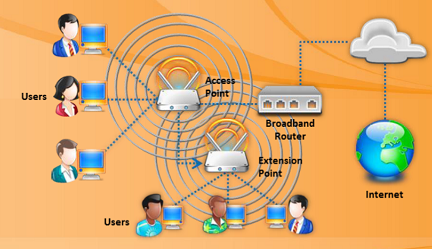 Users
Access
Point
Broadband
Router
Extension
Point
Internet
Users